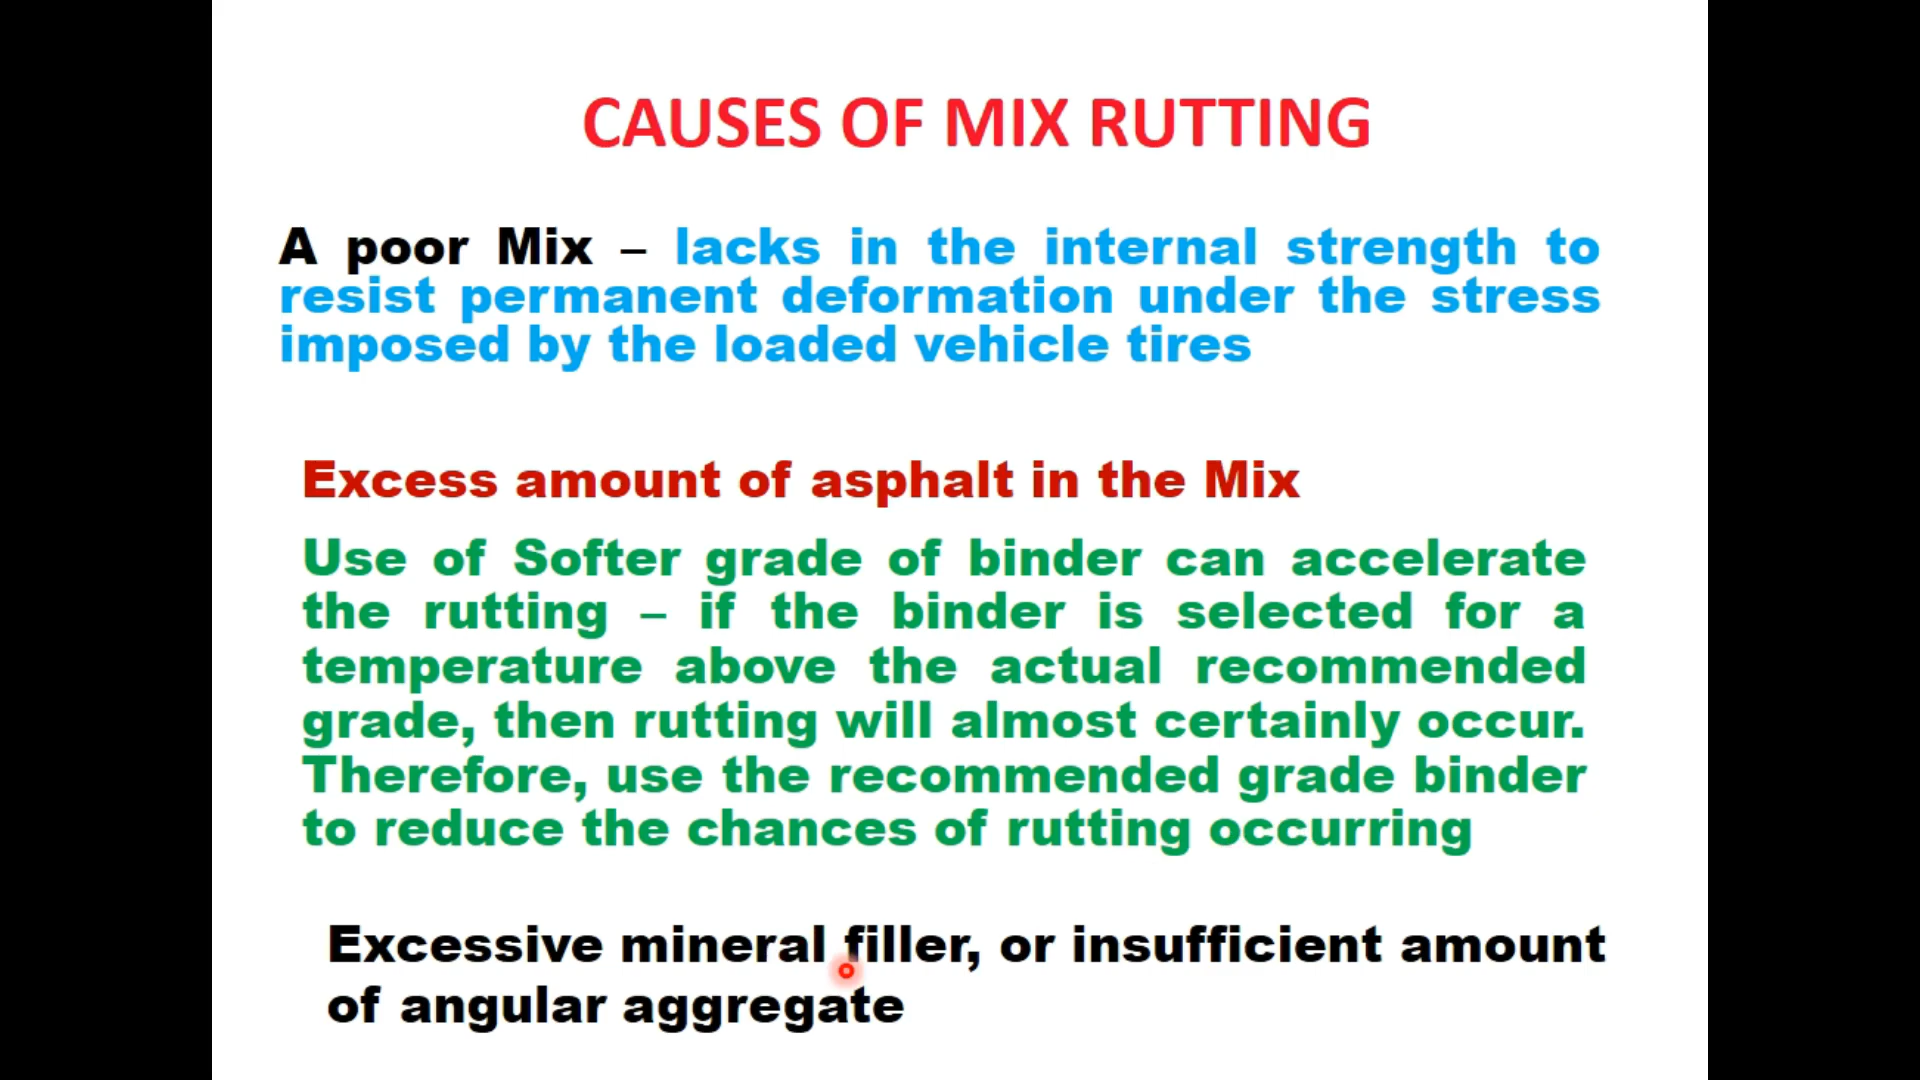 CAUSES OF MIX RUTTING
A poor Mix – lacks in the internal strength to
resist permanent deformation under the stress
imposed by the loaded vehicle tires
Excess amount of asphalt in the Mix
Use of Softer grade of binder can accelerate
the rutting – if the binder is selected for a
temperature above the actual recommended
grade, then rutting will almost certainly occur.
Therefore, use the recommended grade binder
to reduce the chances of rutting occurring
Excessive mineral filler, or insufficient amount
of angular aggregate